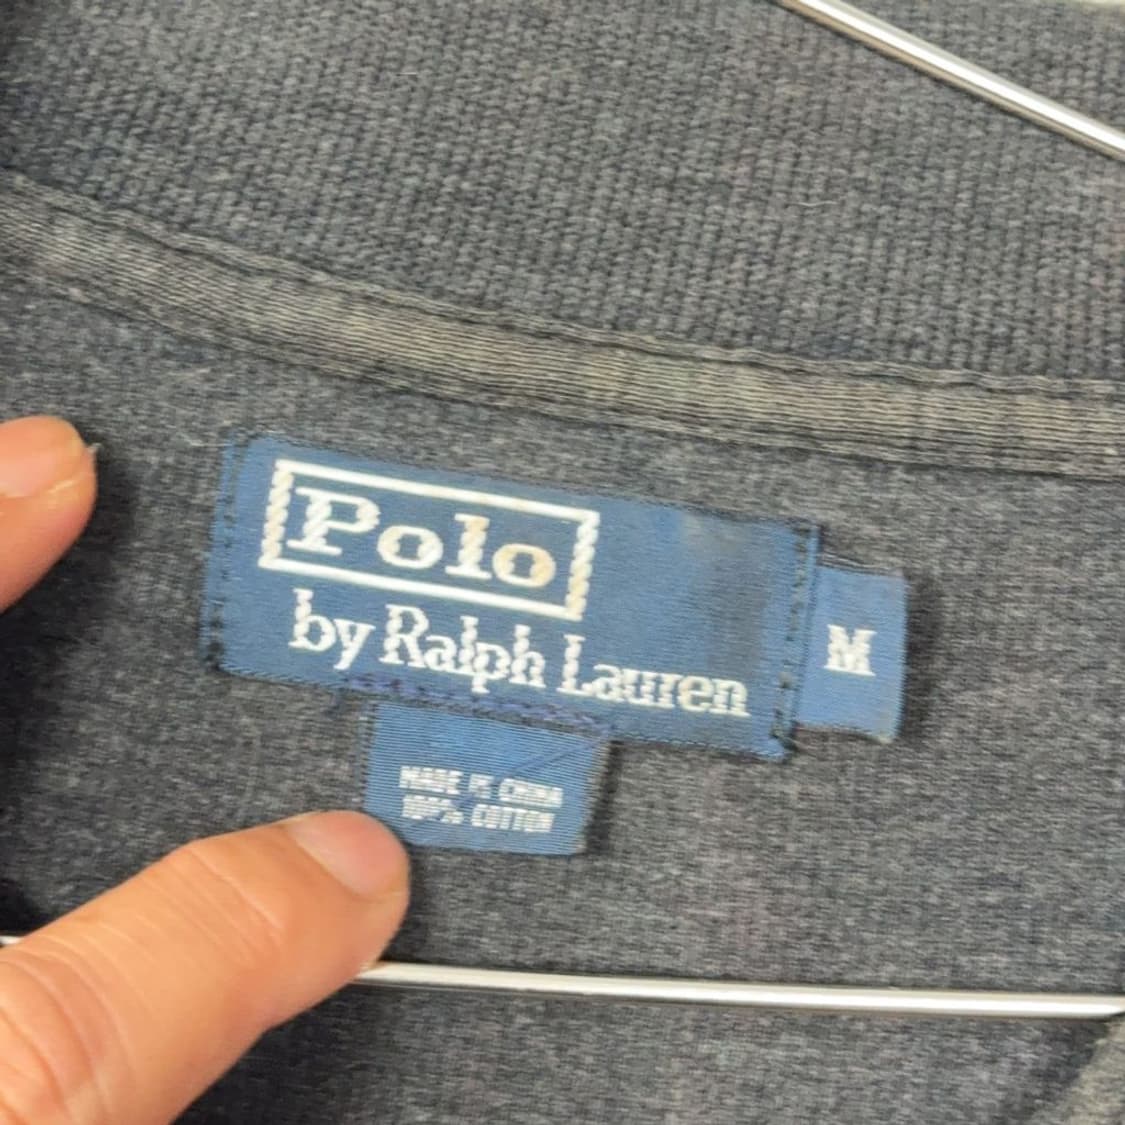 Polo
by Ralph Lauren
M
MADE IN CHINA
100% COTTON